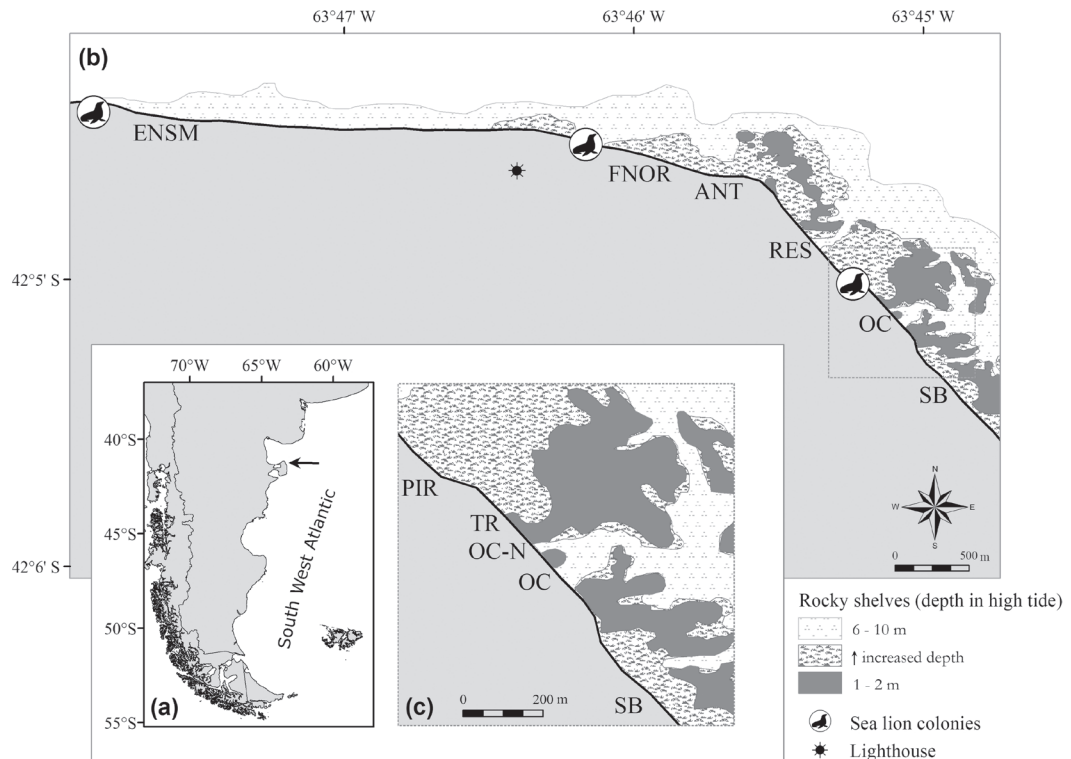 63°47' W 63°46' W 63°45' W
(b)
ENSM
FNOR
ANT
RES
42°5' S
OC
SB
70°W 65°W 60°W
40°S
45°S
50°S
55°S
South West Atlantic
(a)
PIR
TR
OC-N
OC
SB
0 200 m
(c)
N
W E
S
0 500 m
42°6' S
Rocky shelves (depth in high tide)
6 - 10 m
↑ increased depth
1 - 2 m
Sea lion colonies
Lighthouse